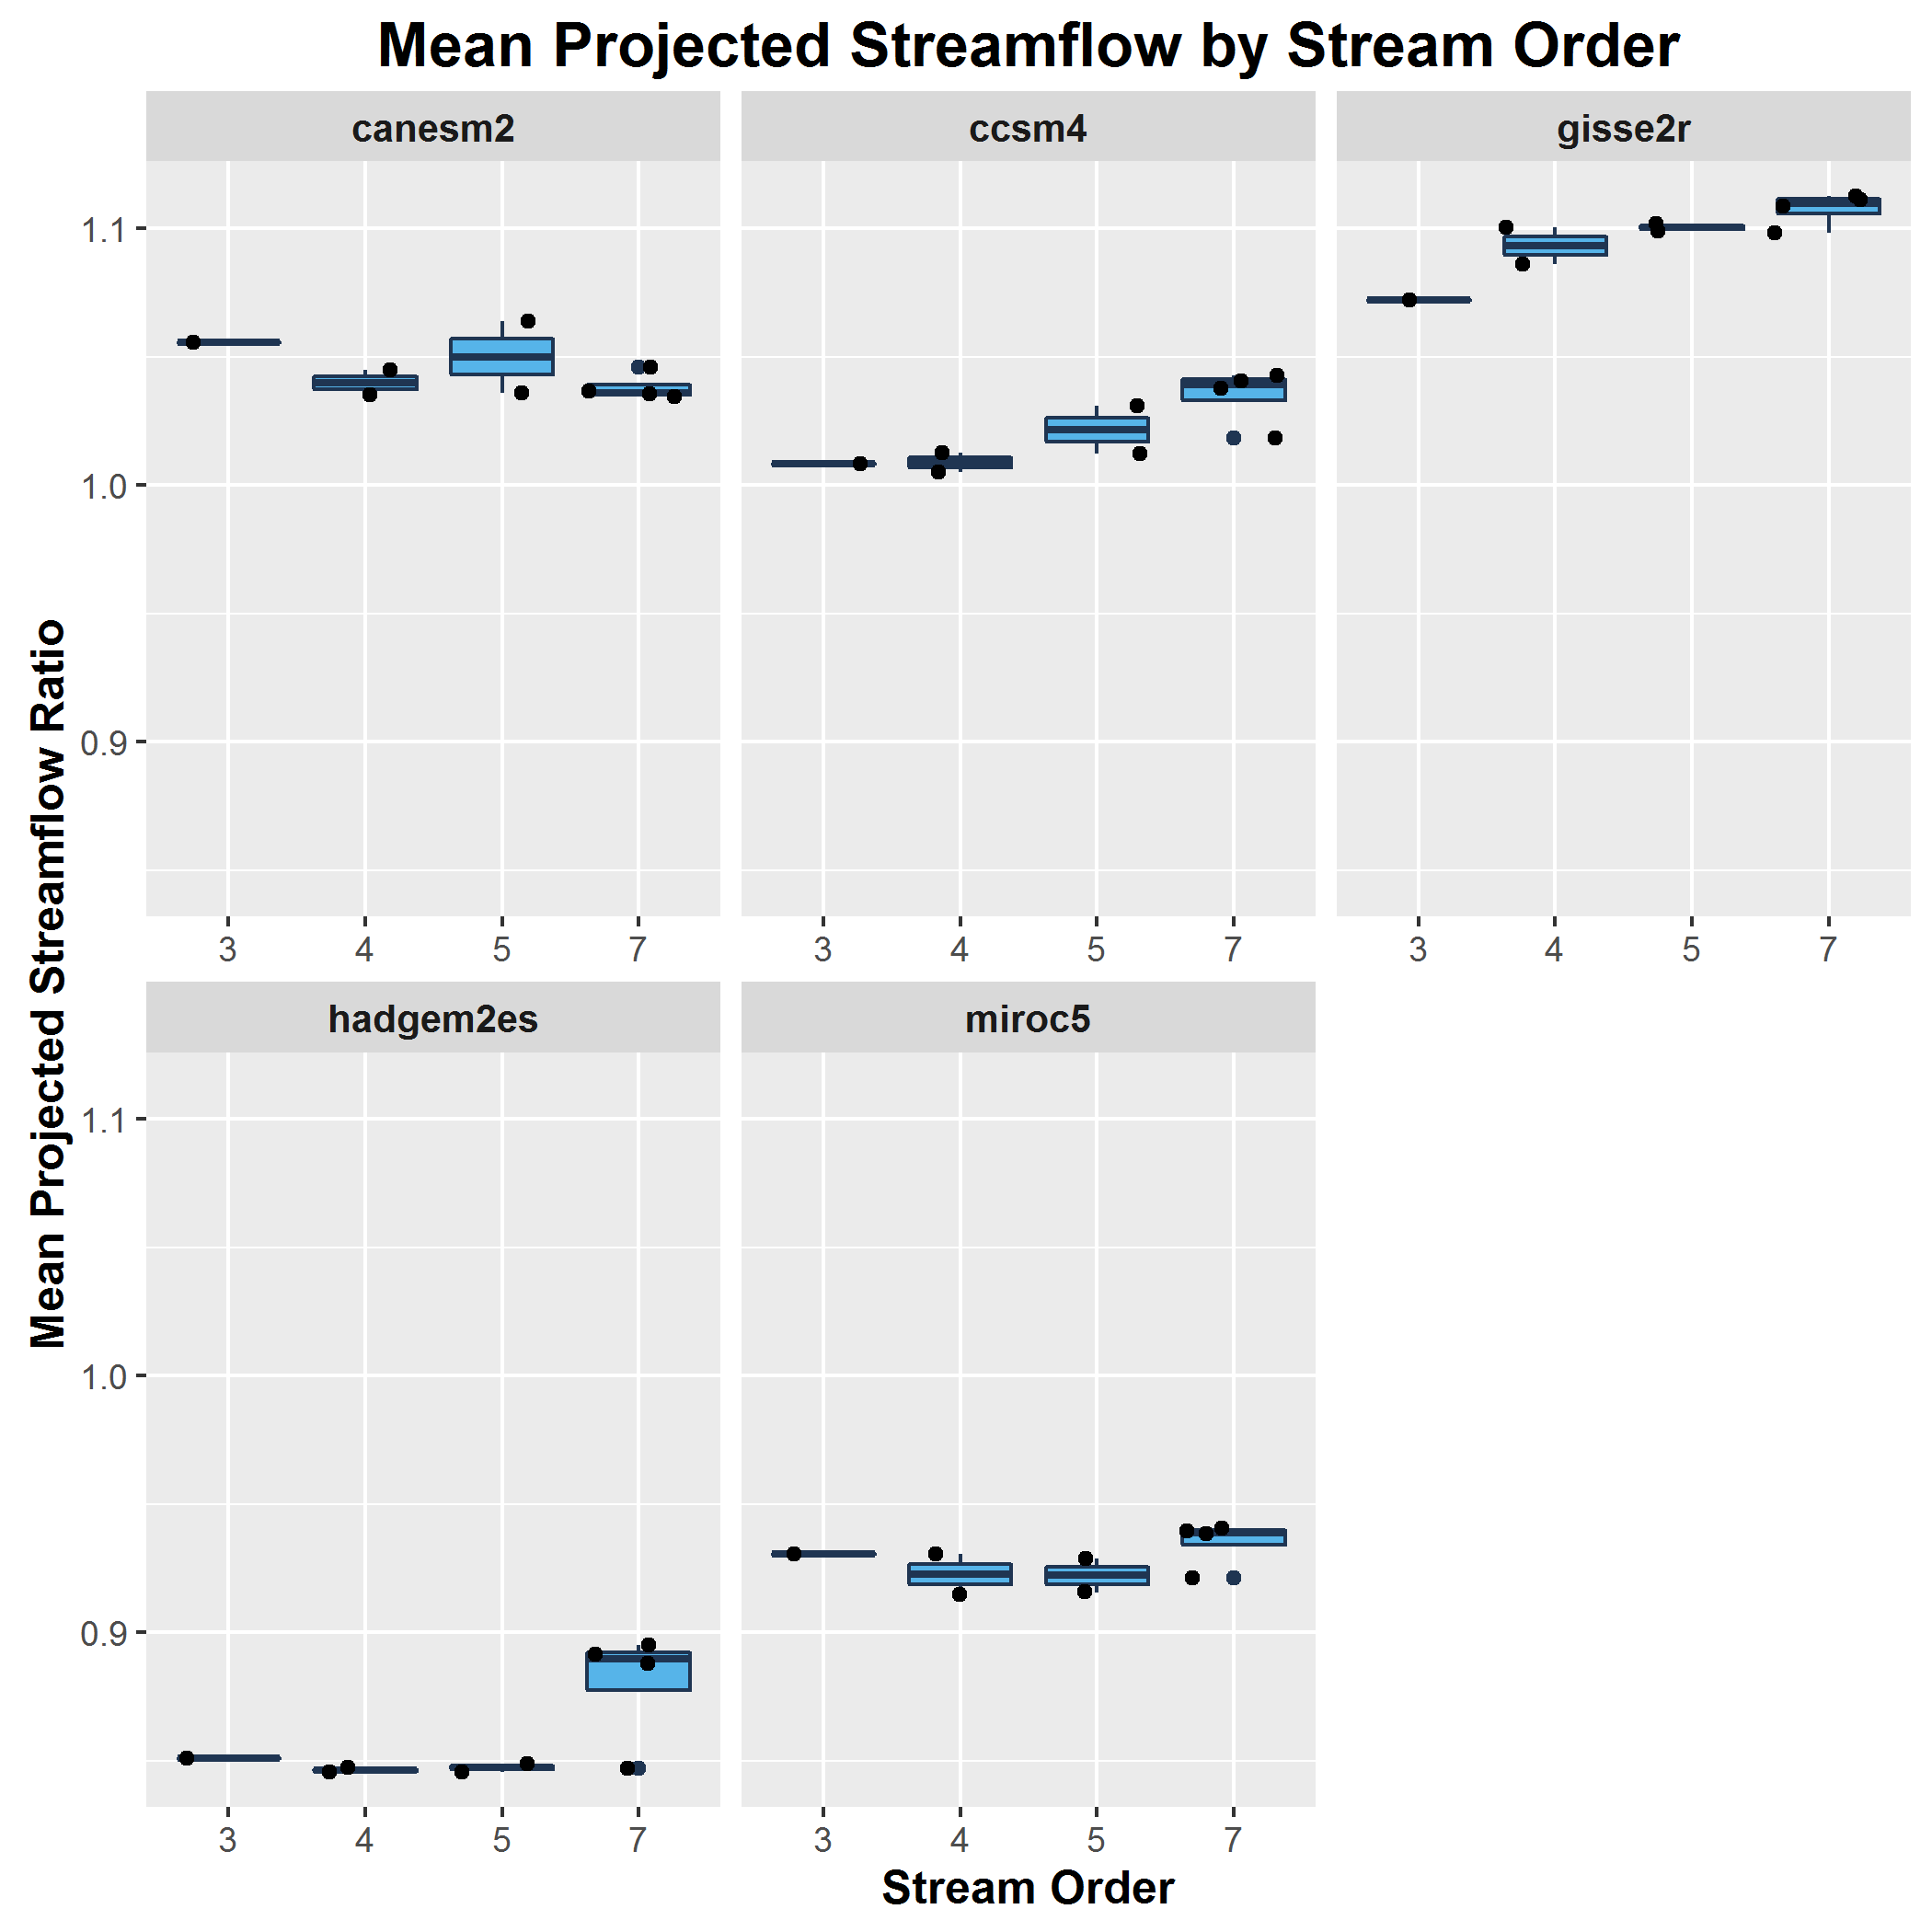 Mean Projected Streamflow by Stream Order
canesm2 ccsm4 gisse2r
1.1
1.0
0.9
3 4 5 7 3 4 5 7 3 4 5 7
Mean Projected Streamflow Ratio
hadgem2es miroc5
1.1
1.0
0.9
3 4 5 7 3 4 5 7
Stream Order